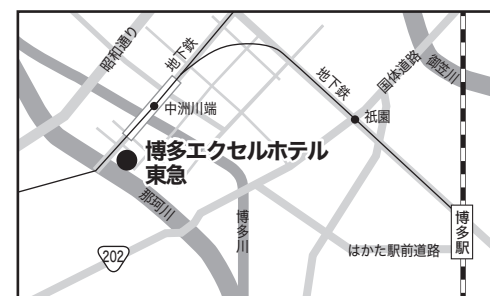 昭和通り
地下鉄
地下鉄
国体道路
御笠川
中洲川端
祇園
博多エクセルホテル
東急
那珂川
博多川
博多駅
はかた駅前道路
202